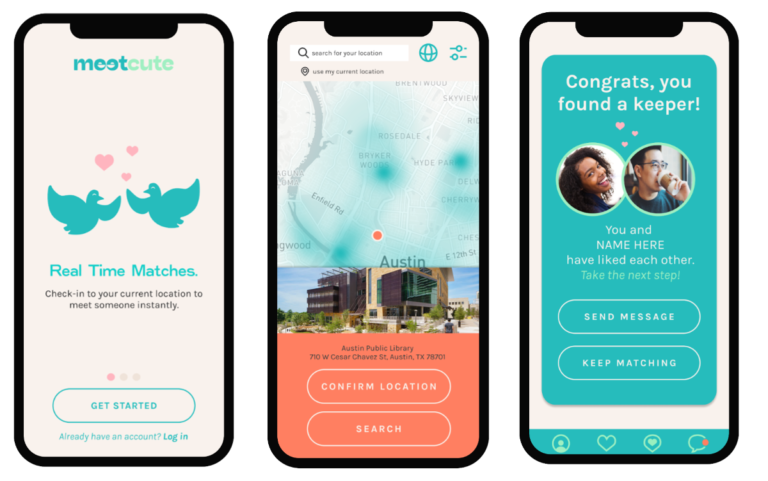 meetcute
Real Time Matches.
Check-in to your current location to
meet someone instantly.
GET STARTED
Already have an account? Log in
search for your location
use my current location
BRENTWOOD
SKYVIEW
ROSEDALE
BRYKER
WOODS
HYDE PARK
DELW
CHERRYW
Enfield Rd
CHES
gwood
E 12th St
Austin
Austin Public Library
710 W Cesar Chavez St, Austin, TX 78701
CONFIRM LOCATION
SEARCH
Congrats, you
found a keeper!
You and
NAME HERE
have liked each other.
Take the next step!
SEND MESSAGE
KEEP MATCHING